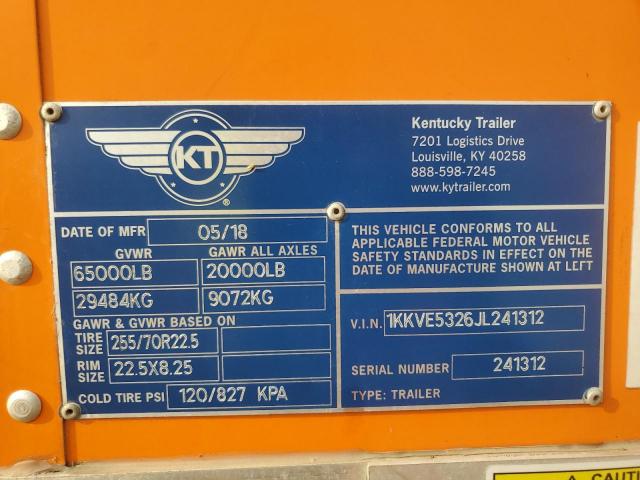 KT
®
Kentucky Trailer
7201 Logistics Drive
Louisville, KY 40258
888-598-7245
www.kytrailer.com
DATE OF MFR 05/18
GVWR GAWR ALL AXLES
65000LB 20000LB
29484KG 9072KG
GAWR & GVWR BASED ON
TIRE SIZE 255/70R22.5
RIM SIZE 22.5X8.25
COLD TIRE PSI 120/827 KPA
THIS VEHICLE CONFORMS TO ALL
APPLICABLE FEDERAL MOTOR VEHICLE
SAFETY STANDARDS IN EFFECT ON THE
DATE OF MANUFACTURE SHOWN AT LEFT
V.I.N. 1KKVE5326JL241312
SERIAL NUMBER 241312
TYPE: TRAILER